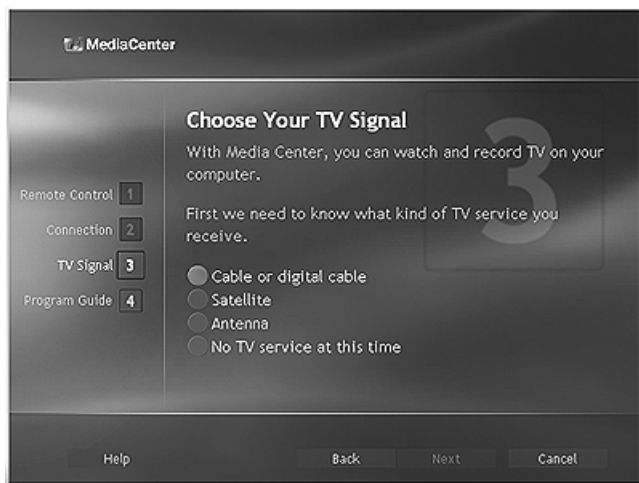 MediaCenter
Choose Your TV Signal
With Media Center, you can watch and record TV on your
computer.
First we need to know what kind of TV service you
receive.
Cable or digital cable
Satellite
Antenna
No TV service at this time
Remote Control 1
Connection 2
TV Signal 3
Program Guide 4
3
Help
Back
Next
Cancel